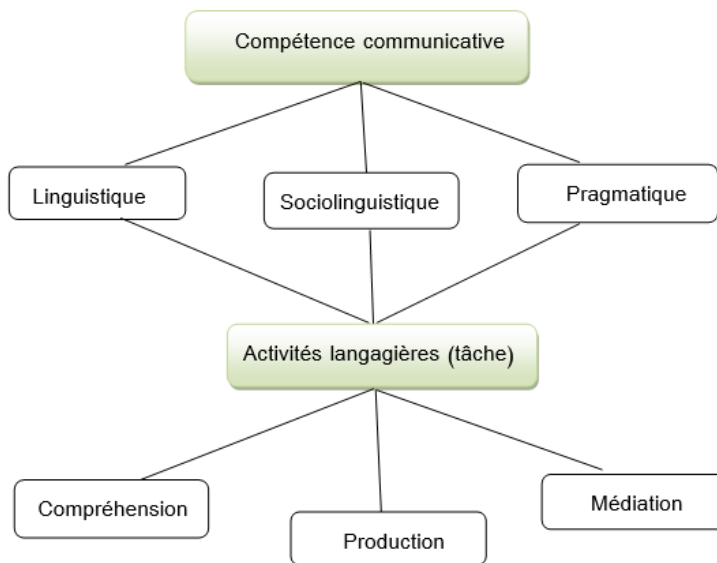 Compétence communicative
Linguistique
Sociolinguistique
Pragmatique
Activités langagières (tâche)
Compréhension
Production
Médiation